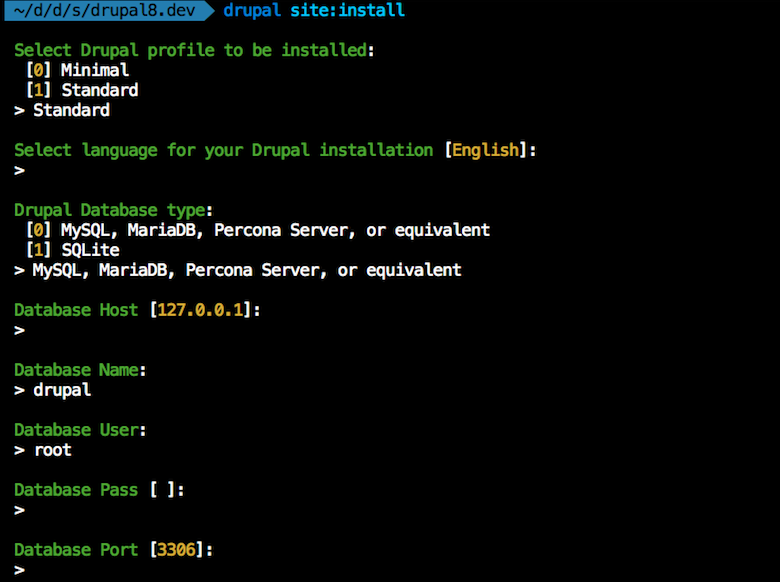 ~/d/d/s/drupal8.dev drupal site:install
Select Drupal profile to be installed:
[0] Minimal
[1] Standard
> Standard
Select language for your Drupal installation [English]:
>
Drupal Database type:
[0] MySQL, MariaDB, Percona Server, or equivalent
[1] SQLite
> MySQL, MariaDB, Percona Server, or equivalent
Database Host [127.0.0.1]:
>
Database Name:
> drupal
Database User:
> root
Database Pass [ ]:
>
Database Port [3306]:
>